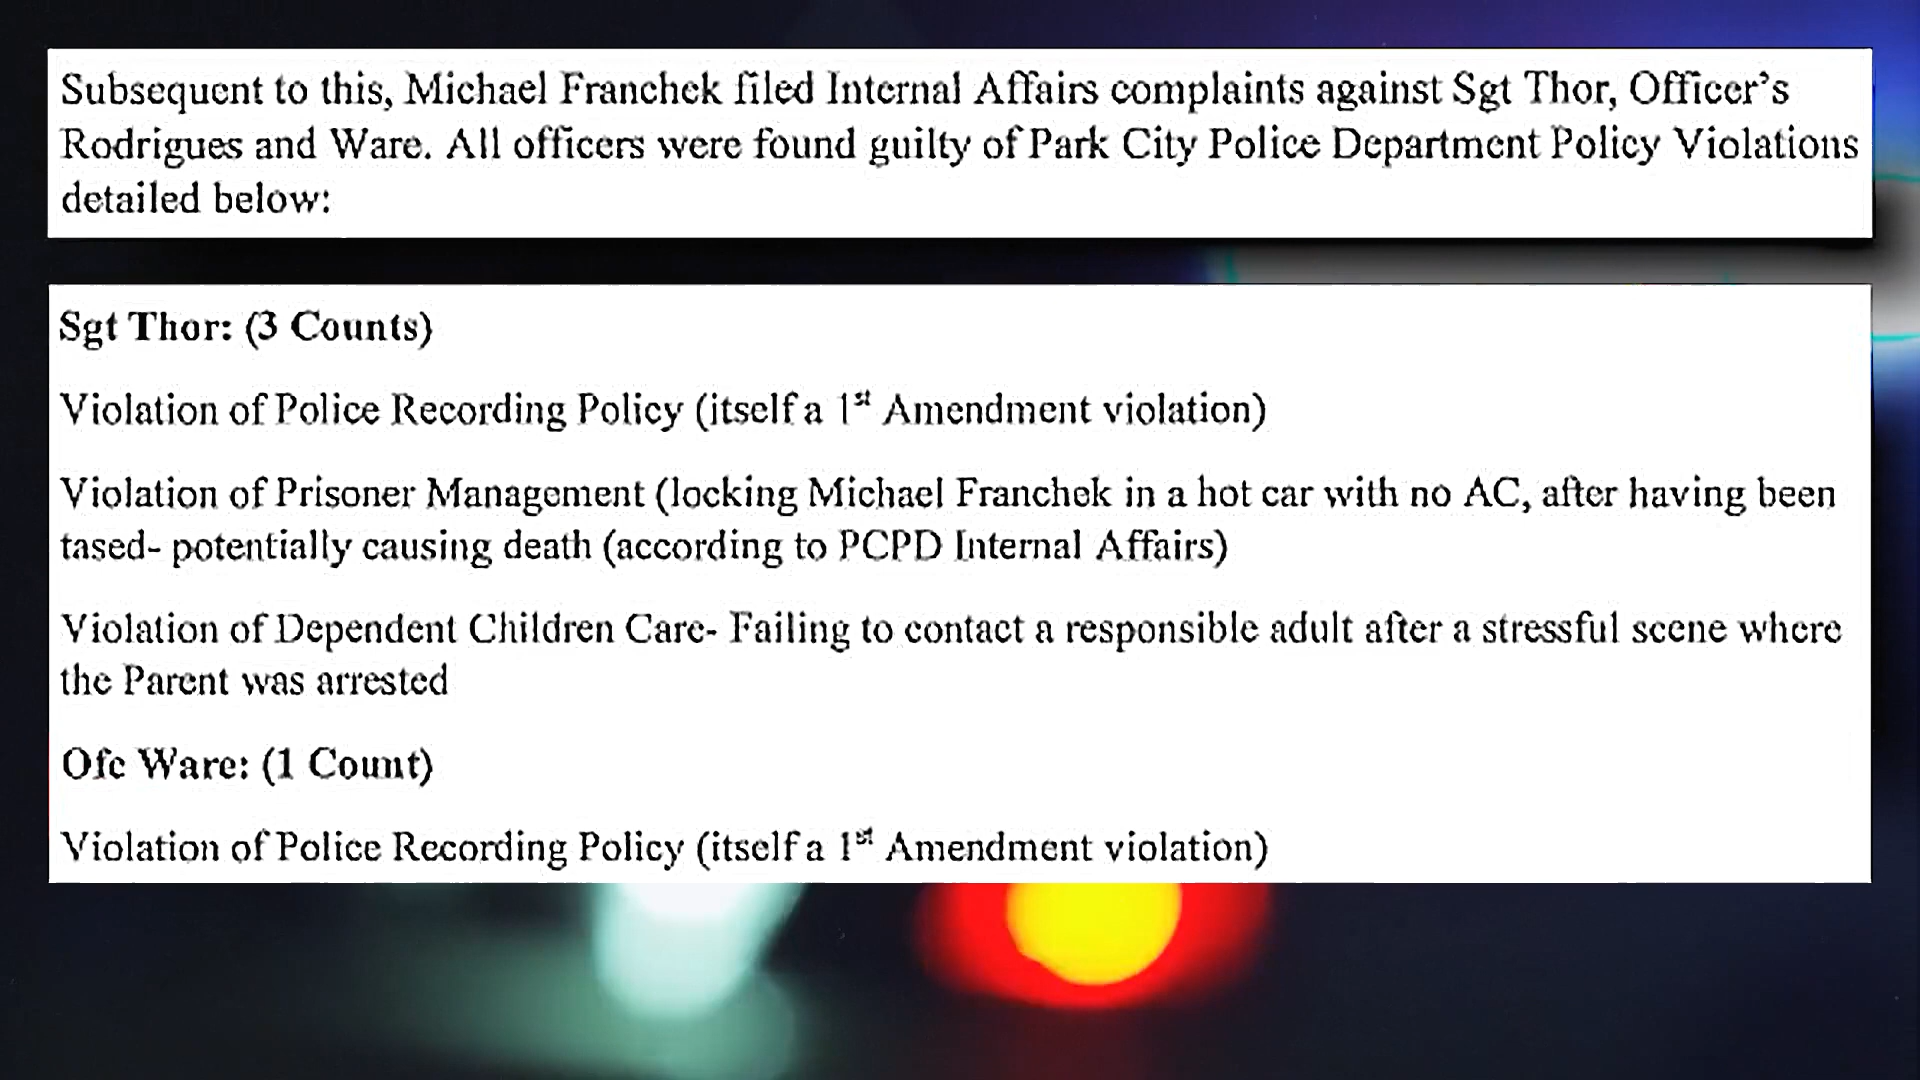 Subsequent to this, Michael Franchek filed Internal Affairs complaints against Sgt Thor, Officer's
Rodrigues and Ware. All officers were found guilty of Park City Police Department Policy Violations
detailed below:
Sgt Thor: (3 Counts)
Violation of Police Recording Policy (itself a 1st Amendment violation)
Violation of Prisoner Management (locking Michael Franchek in a hot car with no AC, after having been
tased- potentially causing death (according to PCPD Internal Affairs)
Violation of Dependent Children Care- Failing to contact a responsible adult after a stressful scene where
the Parent was arrested
Ofc Ware: (1 Count)
Violation of Police Recording Policy (itself a 1st Amendment violation)